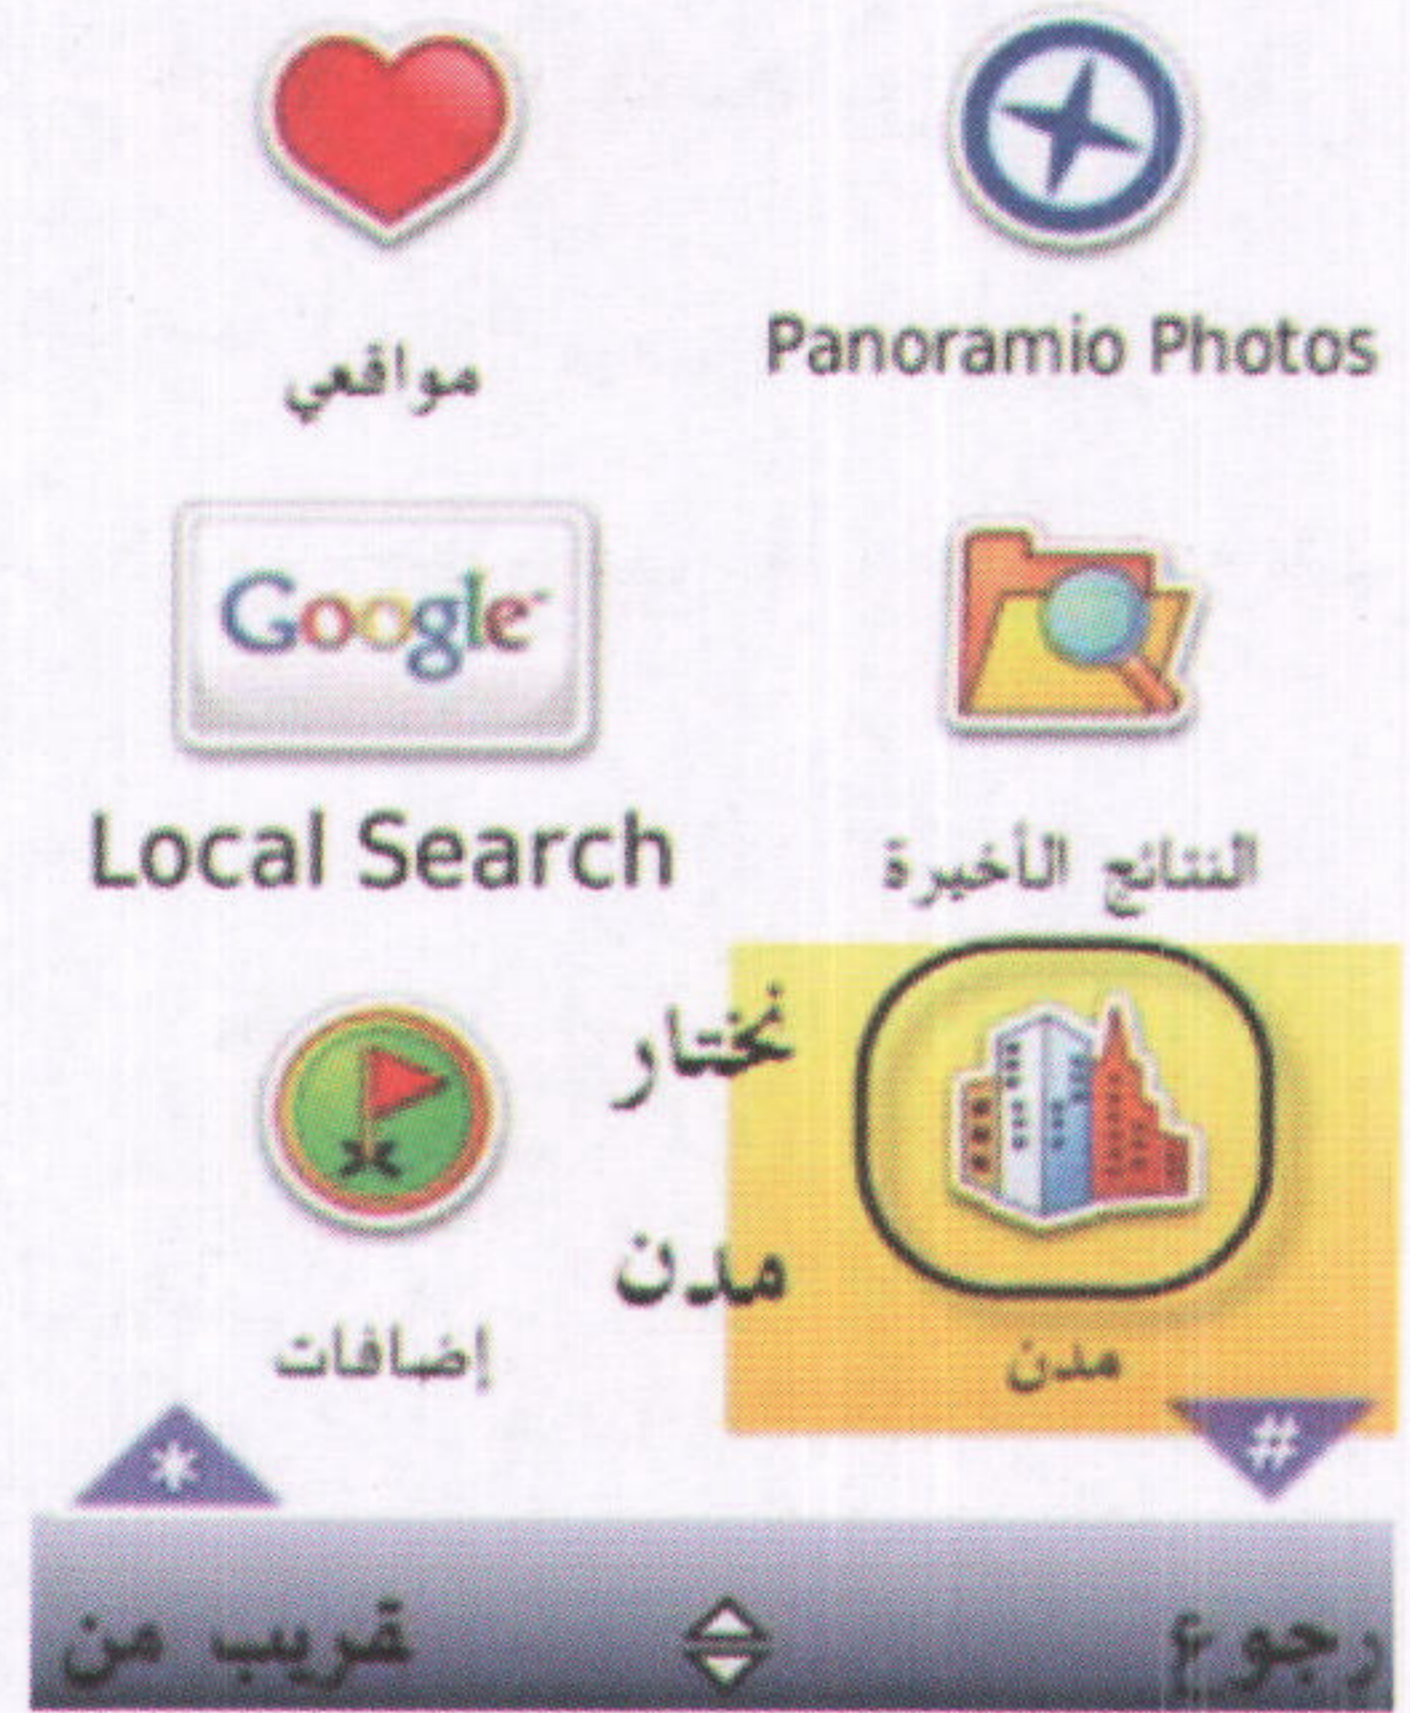 مواقعي
Panoramio Photos
Google
Local Search
النتائج الأخيرة
نختار
مدن
إضافات
مدن
*
#
قريب من
رجوع